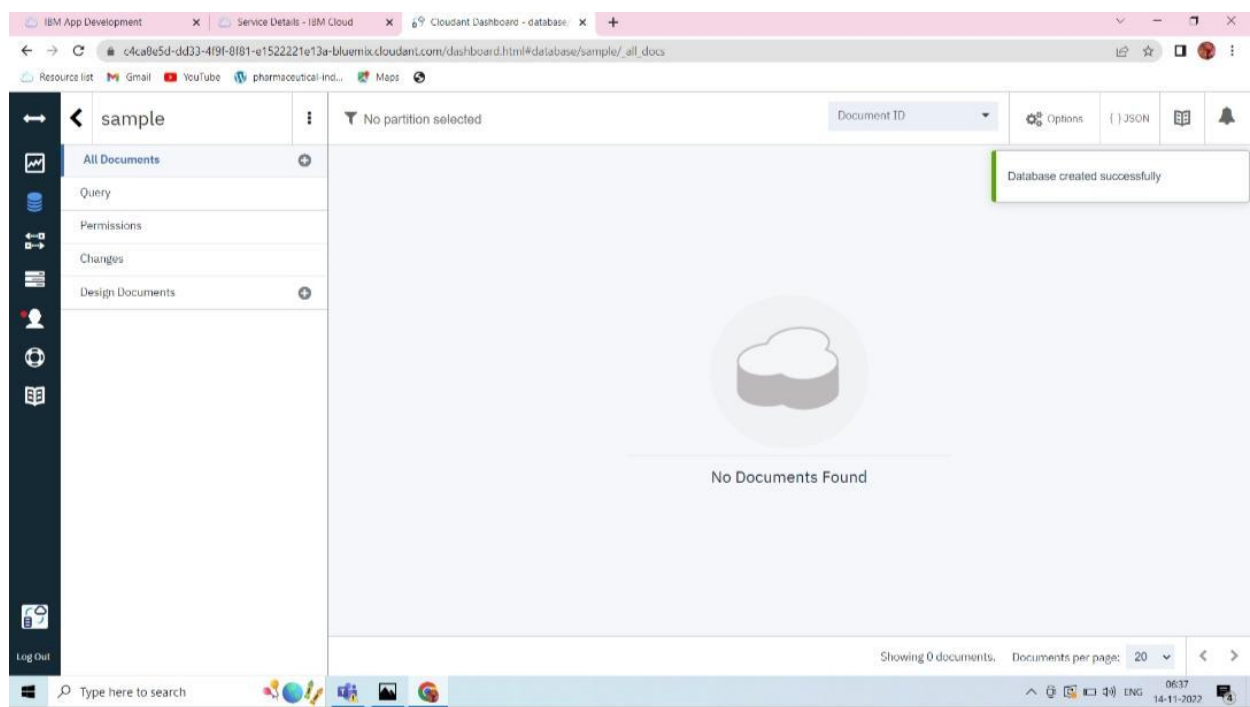 IBM App Development
Service Details - IBM Cloud
Cloudant Dashboard - database
c4ca8e5d-dd33-4f9f-8f81-e1522221e13a-bluemix.cloudant.com/dashboard.html#database/sample/_all_docs
Resource list Gmail YouTube pharmaceutical-ind... Maps
sample
No partition selected
Document ID
Options
{ } JSON
All Documents
Database created successfully
Query
Permissions
Changes
Design Documents
No Documents Found
Log Out
Showing 0 documents. Documents per page: 20
Type here to search
ENG
06:37
14-11-2022
4